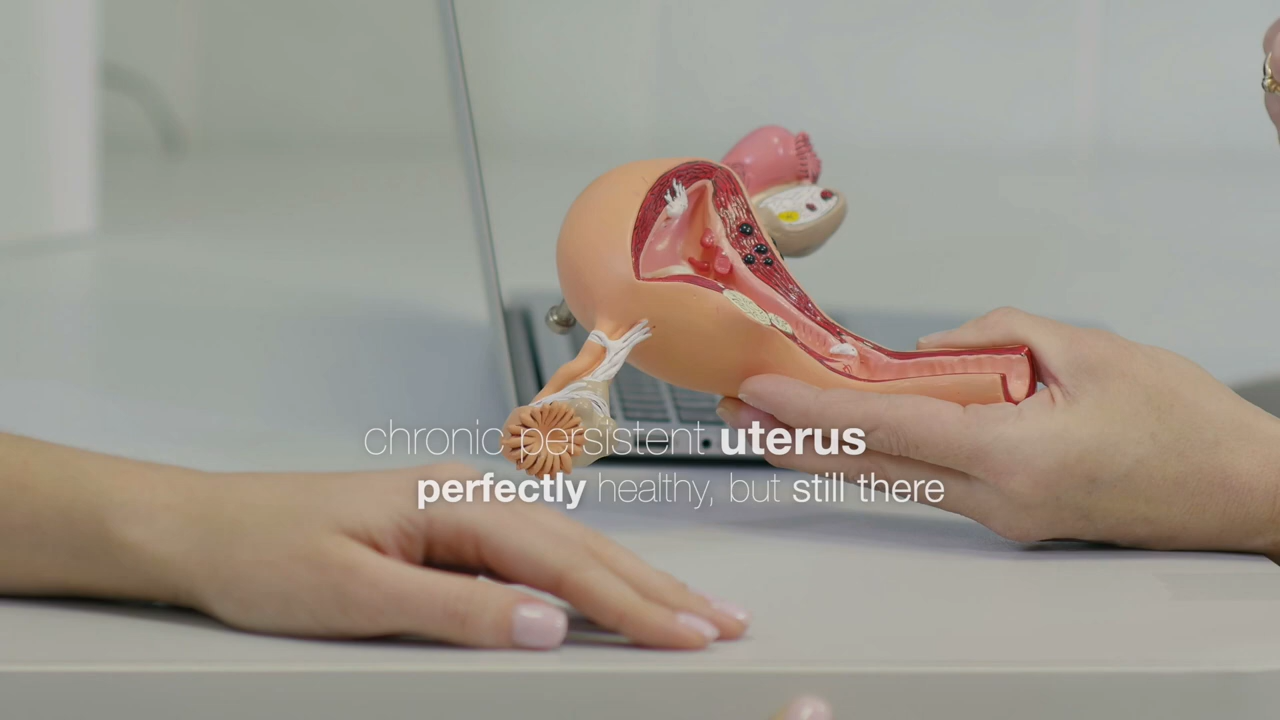 chronic persistent uterus
perfectly healthy, but still there